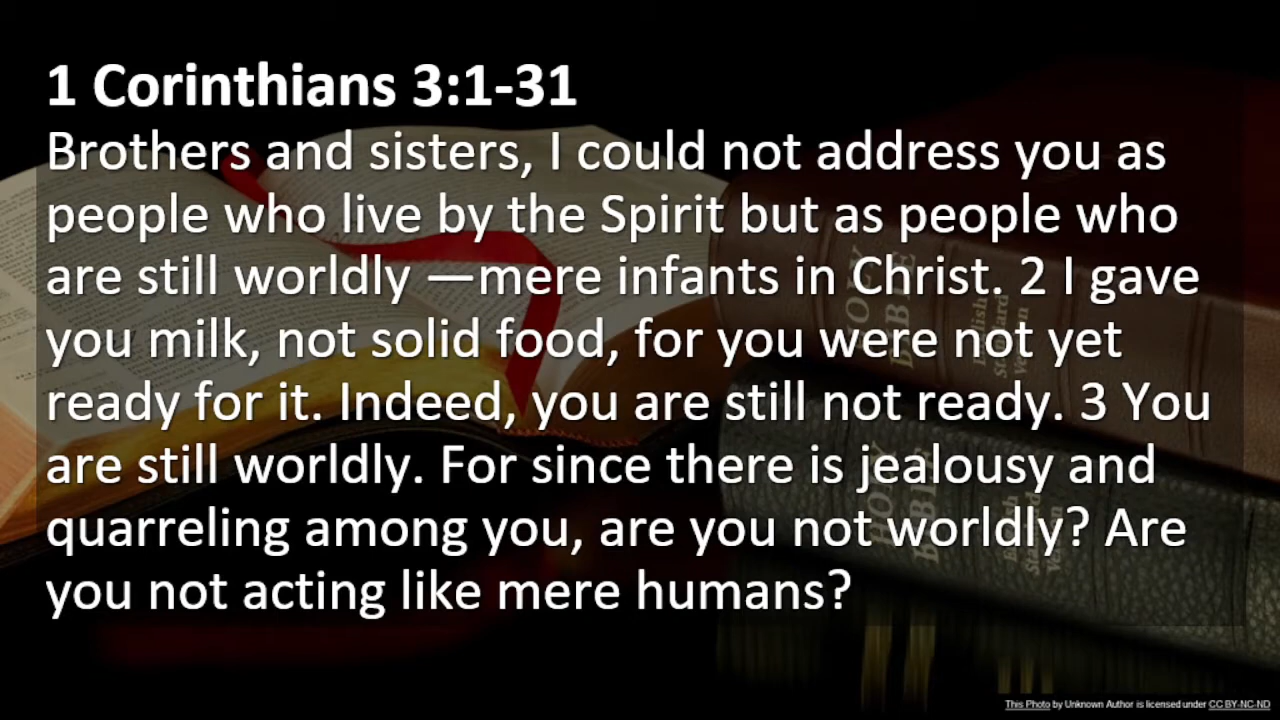 1 Corinthians 3:1-31
Brothers and sisters, I could not address you as
people who live by the Spirit but as people who
are still worldly —mere infants in Christ. 2 I gave
you milk, not solid food, for you were not yet
ready for it. Indeed, you are still not ready. 3 You
are still worldly. For since there is jealousy and
quarreling among you, are you not worldly? Are
you not acting like mere humans?
HOLY
BIBLE
HOLY
BIBLE
This Photo by Unknown Author is licensed under CC BY-NC-ND